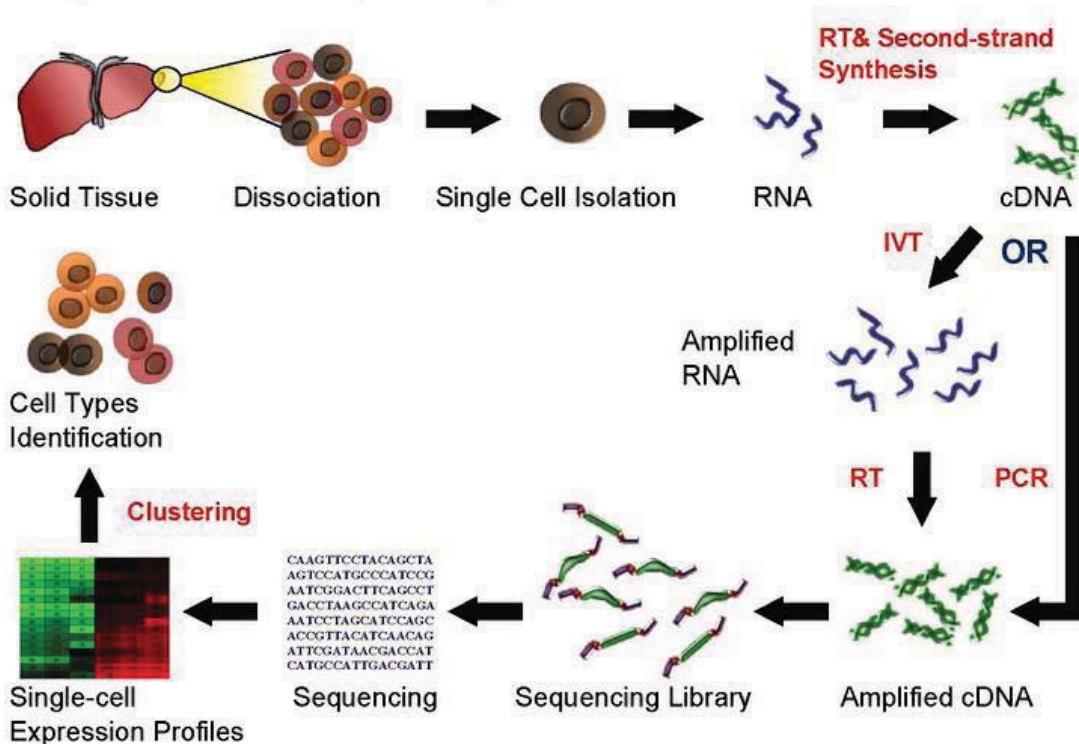 RT& Second-strand
Synthesis
Solid Tissue
Dissociation
Single Cell Isolation
RNA
cDNA
IVT
OR
Amplified
RNA
RT
PCR
Cell Types
Identification
Clustering
CAAGTTCCTACAGCTA
AGTCCATGCCCATCCG
AATCGGACTTCAGCCT
GACCTAAGCCATCAGA
AATCCTAGCATCCAGC
ACCGTTACATCAACAG
ATTCGATAACGACCAT
CATGCCATTGACGATT
Single-cell
Expression Profiles
Sequencing
Sequencing Library
Amplified cDNA